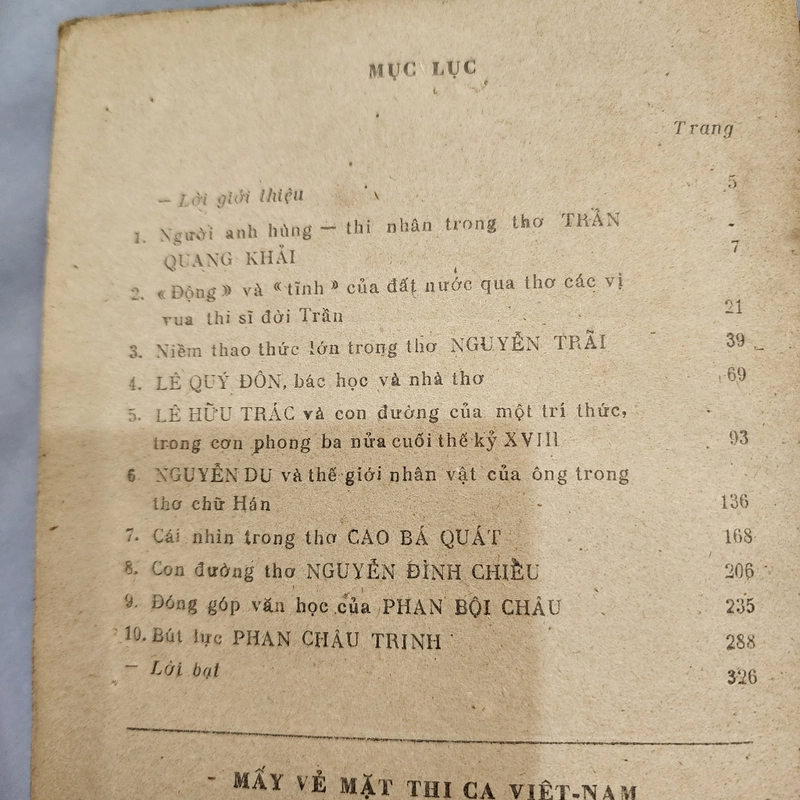 MỤC LỤC
Trang
— Lời giới thiệu 5
1. Người anh hùng — thi nhân trong thơ TRẦN
QUANG KHẢI 7
2. «Động» và «tĩnh» của đất nước qua thơ các vị
vua thi sĩ đời Trần 21
3. Niềm thao thức lớn trong thơ NGUYỄN TRÃI 39
4. LÊ QUÝ ĐÔN, bác học và nhà thơ 69
5. LÊ HỮU TRÁC và con đường của một trí thức,
trong cơn phong ba nửa cuối thế kỷ XVIII 93
6 NGUYỄN DU và thế giới nhân vật của ông trong
thơ chữ Hán 136
7. Cái nhìn trong thơ CAO BÁ QUÁT 168
8. Con đường thơ NGUYỄN ĐÌNH CHIỂU 206
9. Đóng góp văn học của PHAN BỘI CHÂU 235
10. Bút lực PHAN CHÂU TRINH 288
— Lời bạt 326
- MẤY VẺ MẶT THI CA VIỆT-NAM